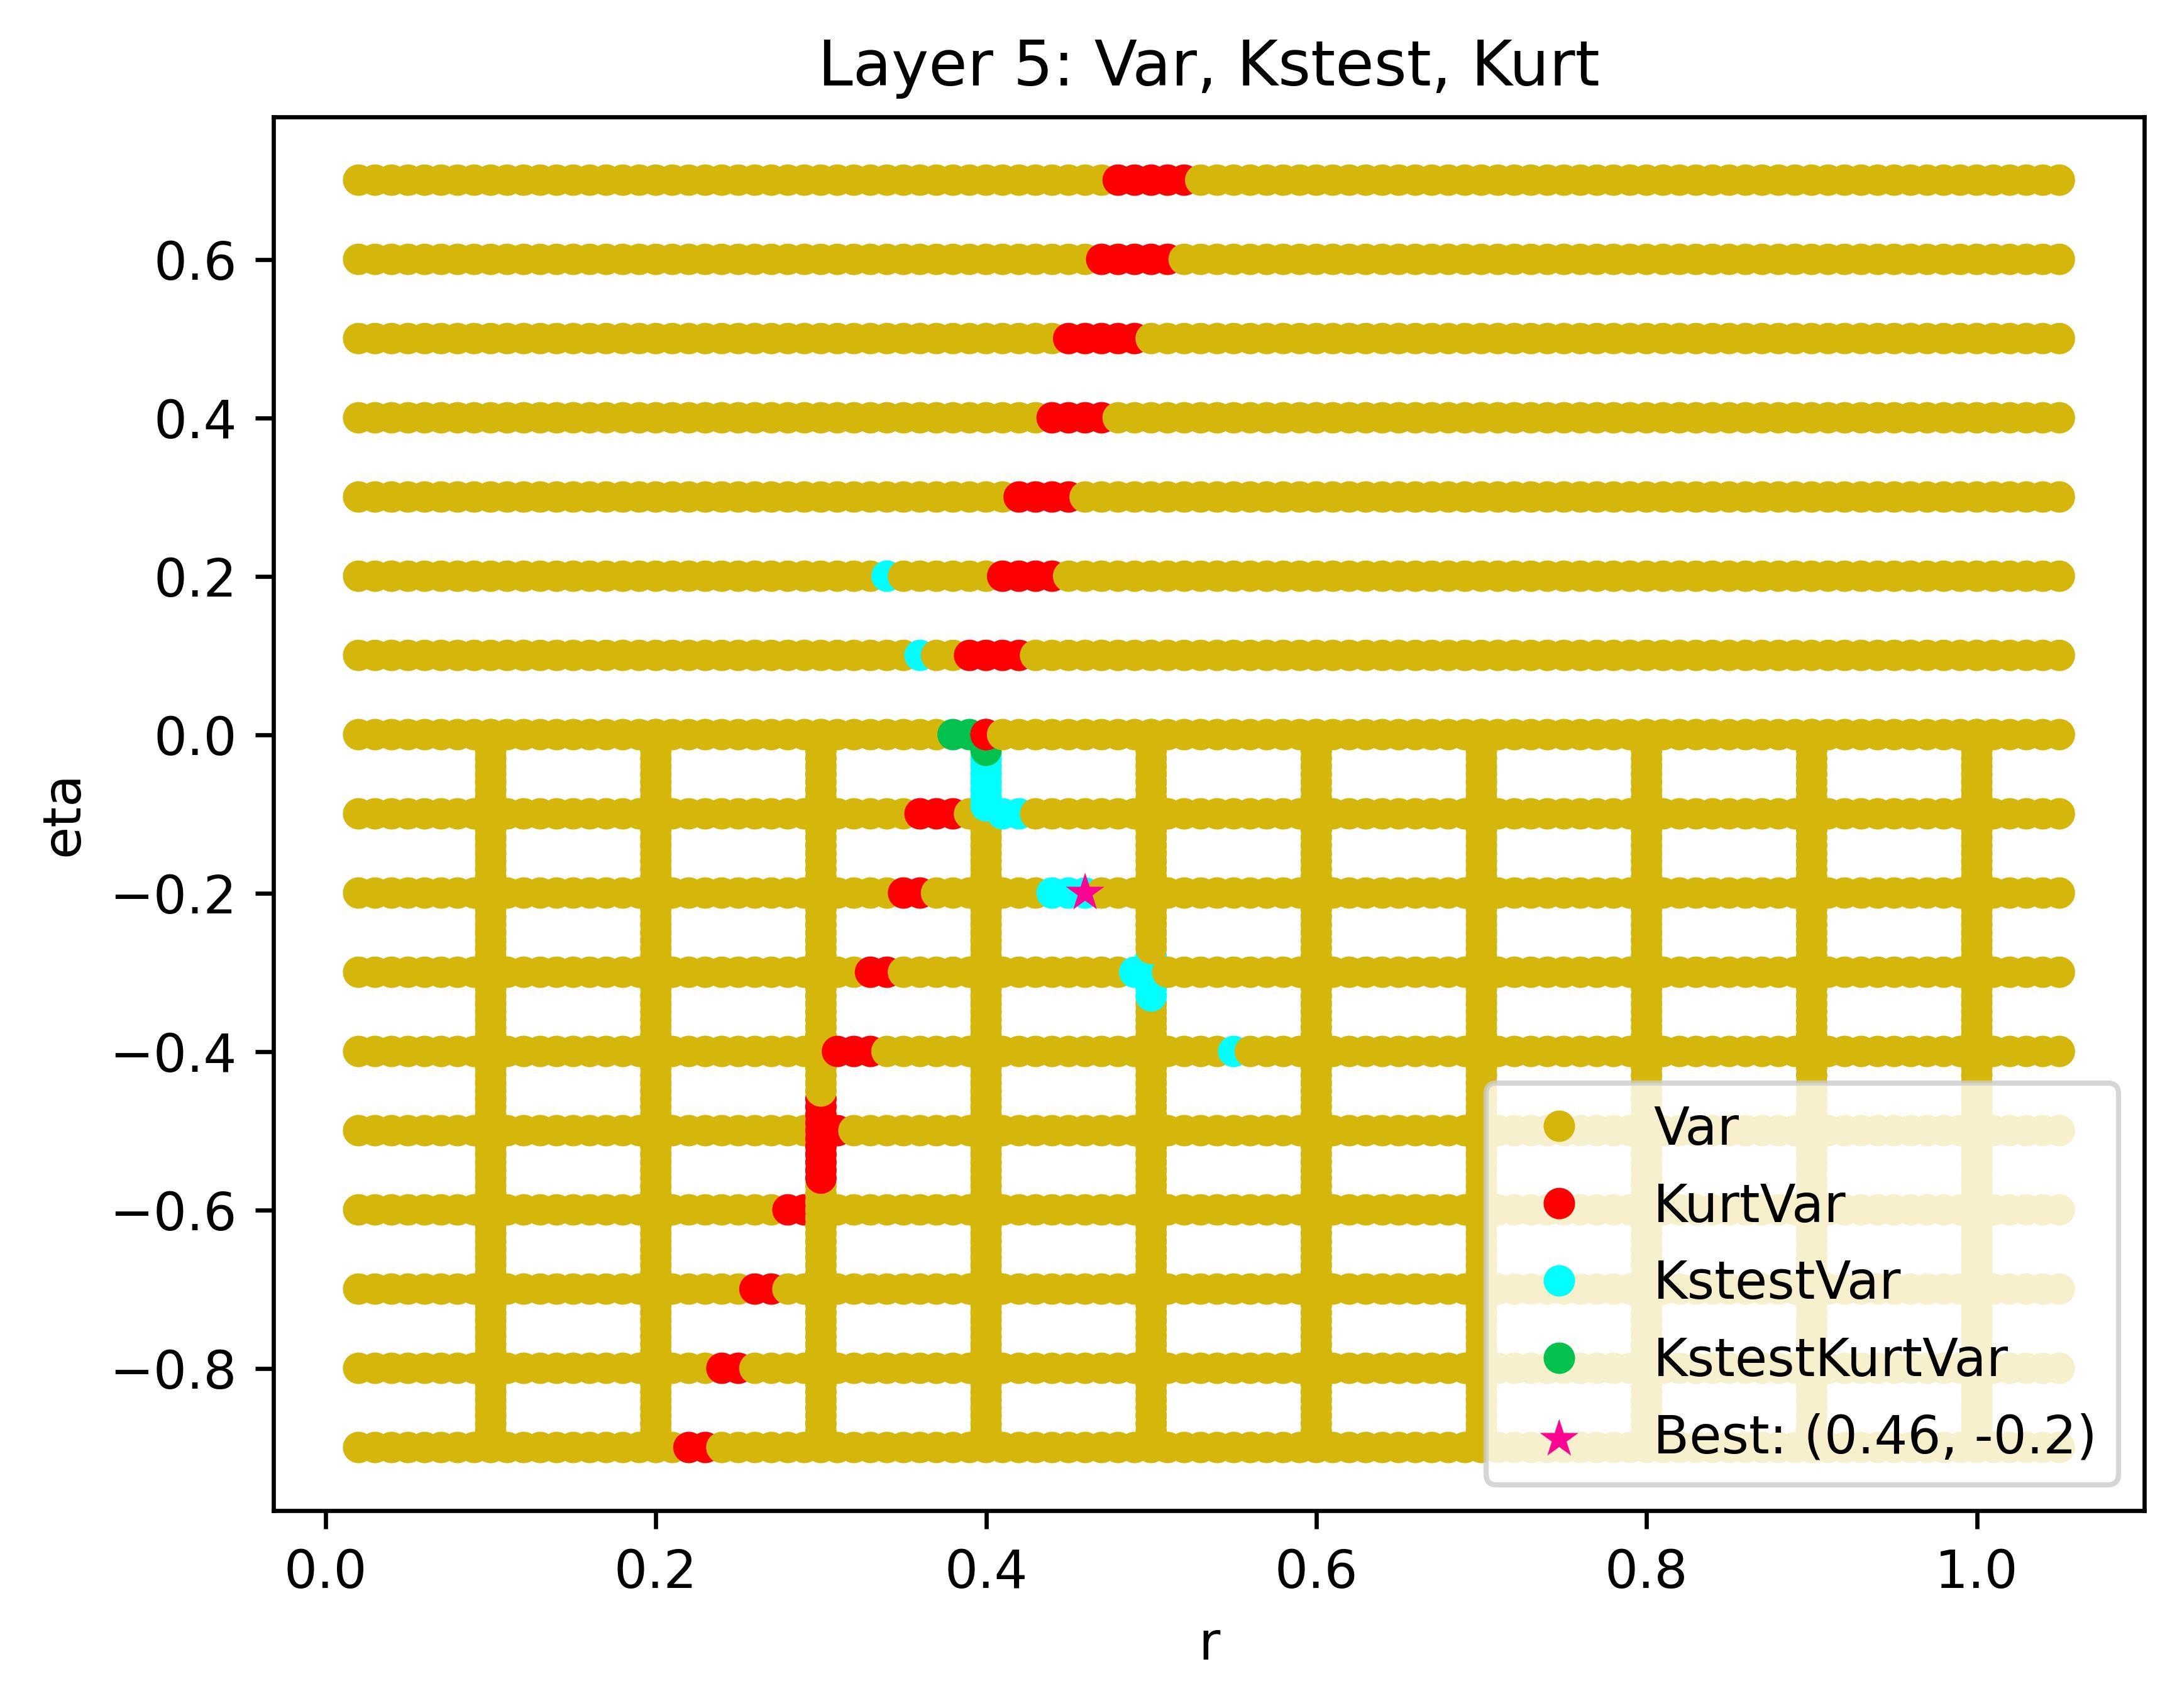 Layer 5: Var, Kstest, Kurt
0.6
0.4
0.2
0.0
−0.2
−0.4
−0.6
−0.8
eta
Var
KurtVar
KstestVar
KstestKurtVar
Best: (0.46, -0.2)
0.0 0.2 0.4 0.6 0.8 1.0
r